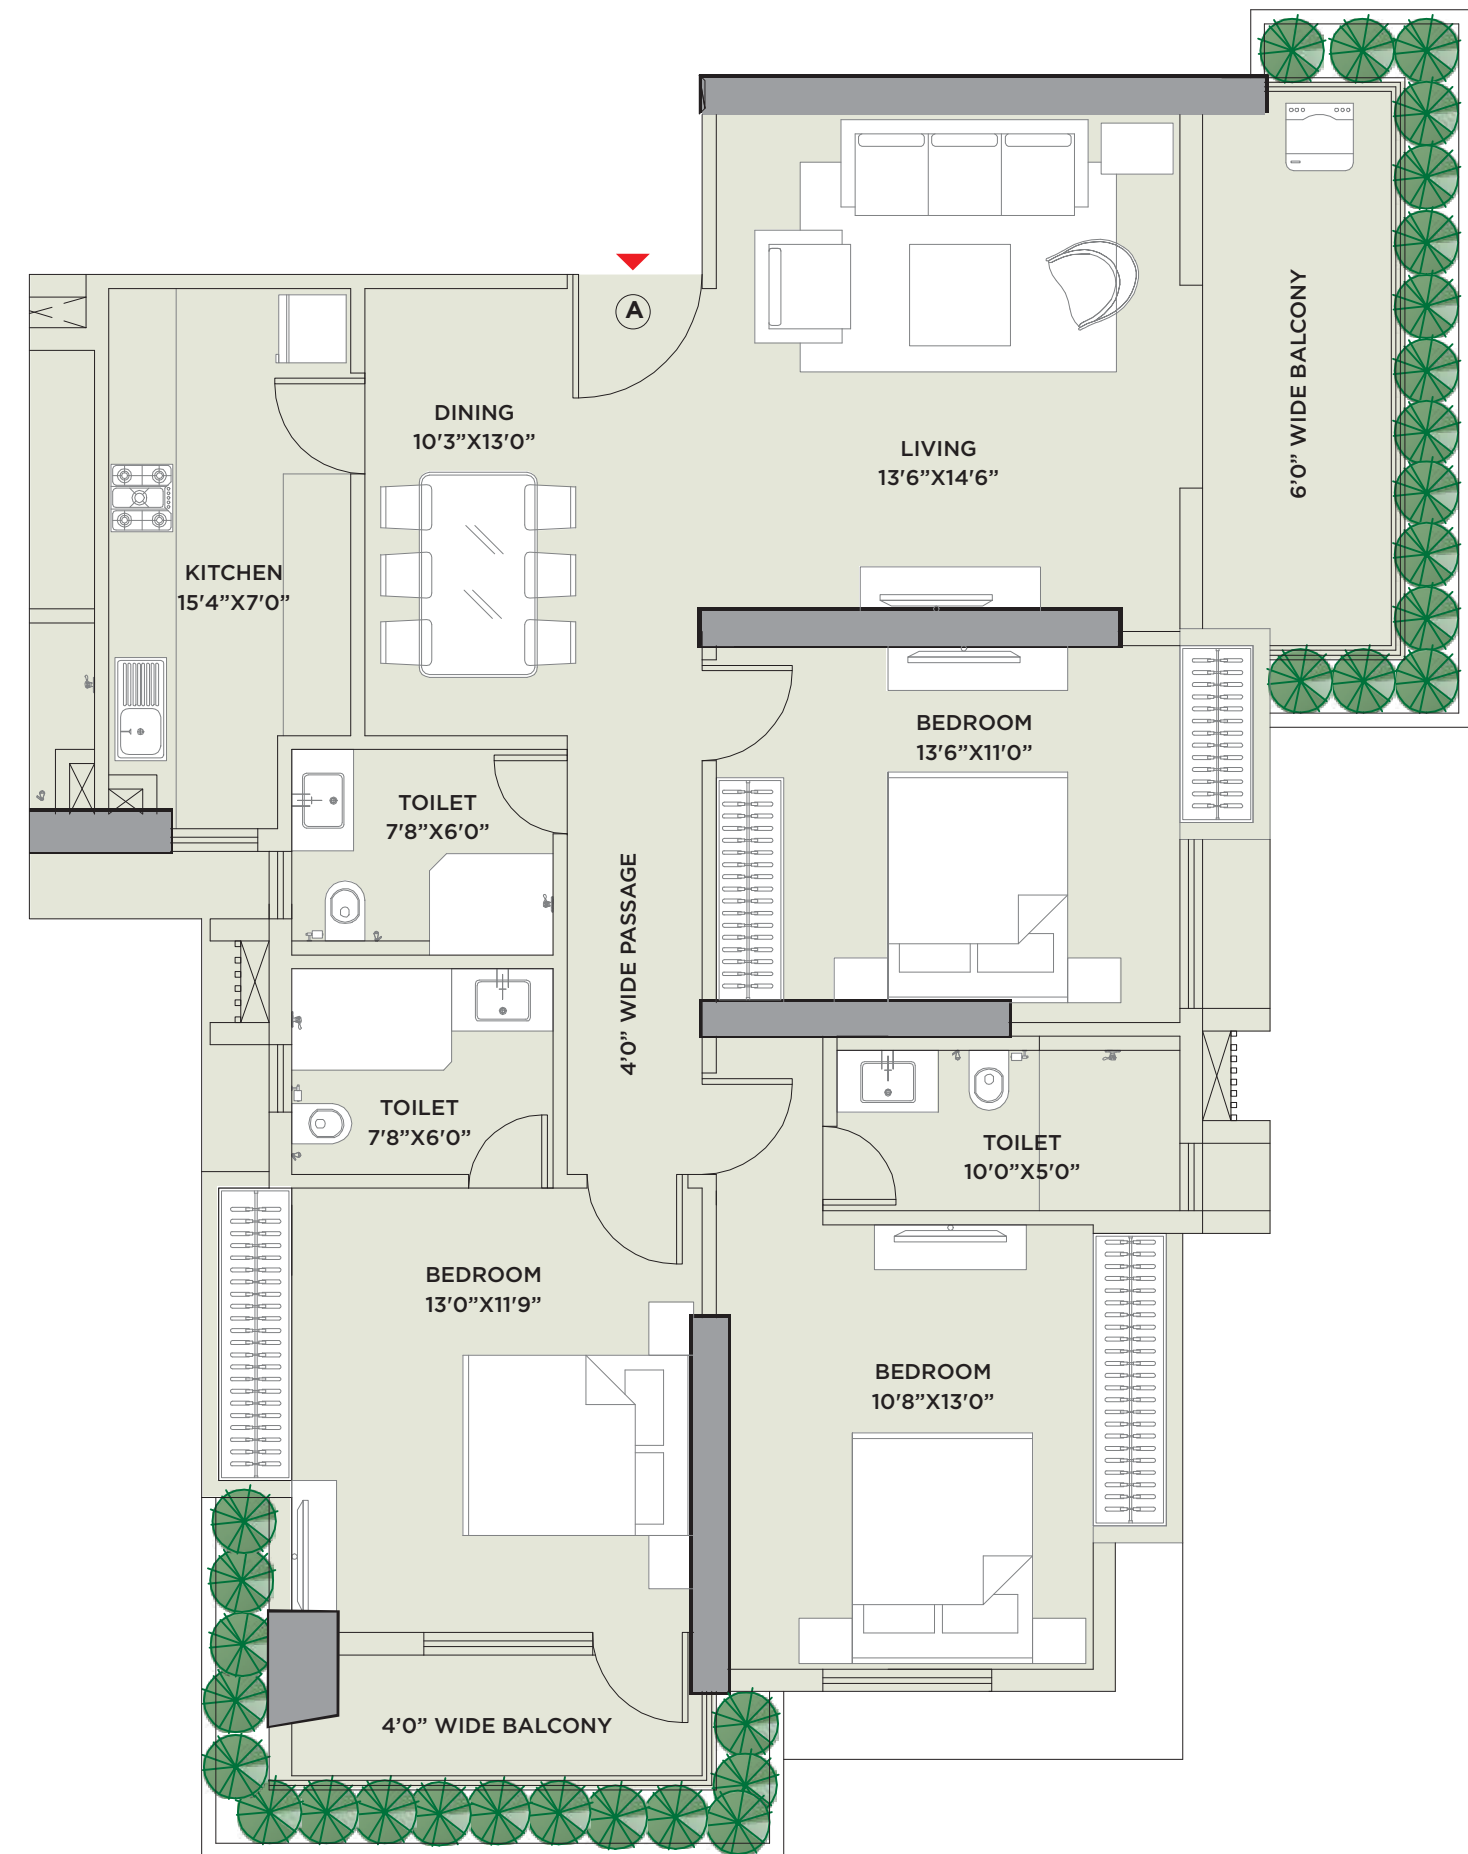 A
DINING
10'3”X13'0”
LIVING
13'6”X14'6”
6’0” WIDE BALCONY
KITCHEN
15'4”X7'0”
BEDROOM
13'6”X11'0”
TOILET
7'8”X6'0”
4’0” WIDE PASSAGE
TOILET
7'8”X6'0”
TOILET
10'0”X5'0”
BEDROOM
13'0”X11'9”
BEDROOM
10'8”X13'0”
4’0” WIDE BALCONY